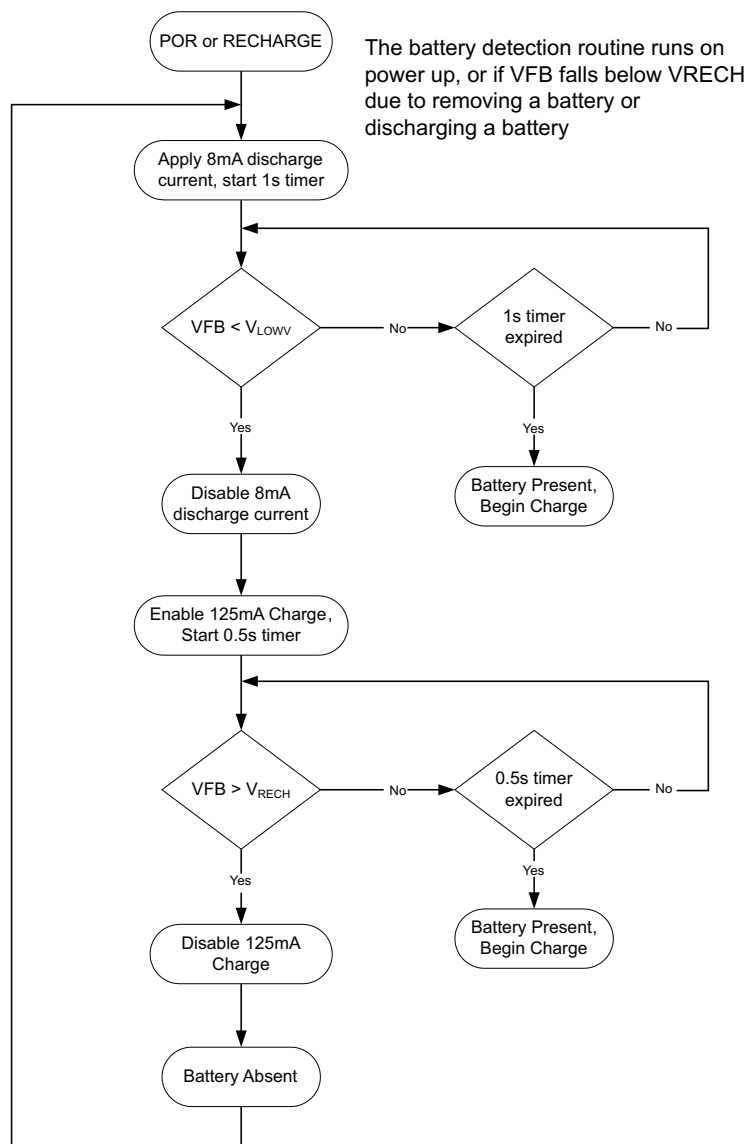 POR or RECHARGE
The battery detection routine runs on
power up, or if VFB falls below VRECH
due to removing a battery or
discharging a battery
Apply 8mA discharge
current, start 1s timer
VFB < VLOWV
No
1s timer
expired
No
Yes
Yes
Disable 8mA
discharge current
Battery Present,
Begin Charge
Enable 125mA Charge,
Start 0.5s timer
VFB > VRECH
No
0.5s timer
expired
No
Yes
Yes
Disable 125mA
Charge
Battery Present,
Begin Charge
Battery Absent